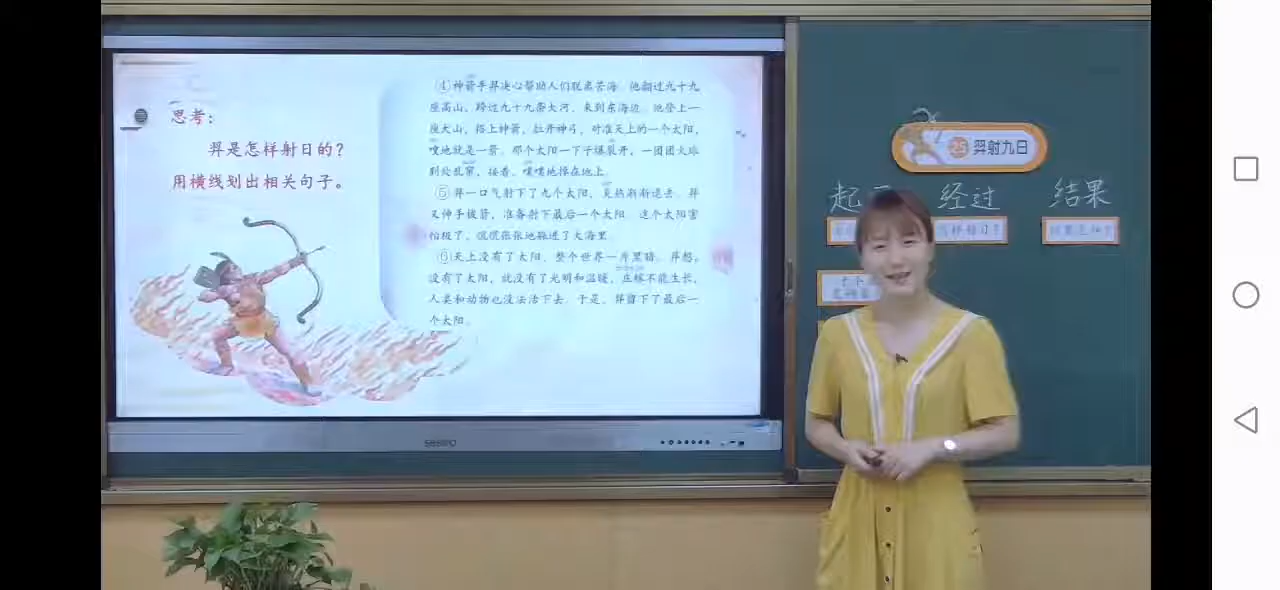 思考：
羿是怎样射日的？
用横线划出相关句子。
④神箭手羿决心帮助人们脱离苦海。他翻过九十九
座高山，跨过九十九条大河，来到东海边。他登上一
座大山，搭上神箭，拉开神弓，对准天上的一个太阳，
嗖地就是一箭。那个太阳一下子爆裂开，一团团火球
到处乱窜，接着，噗噗地掉在地上。
⑤羿一口气射下了九个太阳，炎热渐渐退去。羿
又伸手拔箭，准备射下最后一个太阳。这个太阳害
怕极了，慌慌张张地躲进了大海里。
⑥天上没有了太阳，整个世界一片黑暗。羿想：
没有了太阳，就没有了光明和温暖，庄稼不能生长，
人类和动物也没法活下去。于是，羿留下了最后一
个太阳。
25 羿射九日
起 经过 结果
怎样射日？
seewo